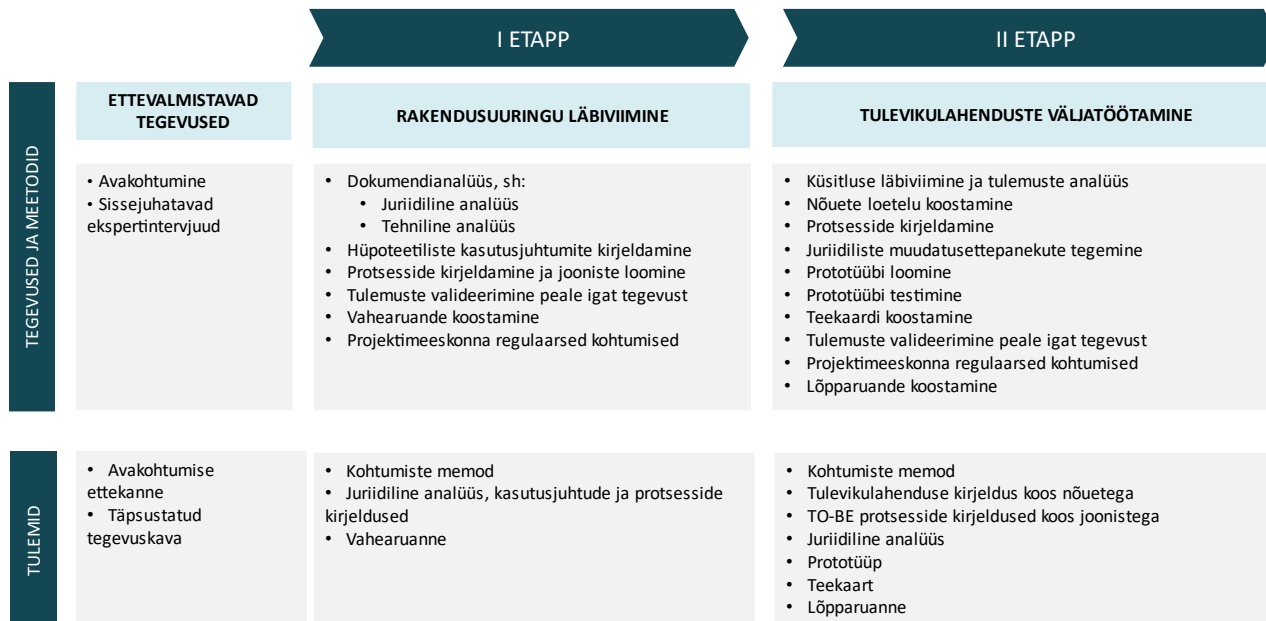 I ETAPP
II ETAPP
TEGEVUSED JA MEETODID
ETTEVALMISTAVAD
TEGEVUSED
RAKENDUSUURINGU LÄBIVIIMINE
TULEVIKULAHENDUSTE VÄLJATÖÖTAMINE
• Avakohtumine
• Sissejuhatavad
ekspertintervjuud
• Dokumendianalüüs, sh:
• Juriidiline analüüs
• Tehniline analüüs
• Hüpoteetiliste kasutusjuhtumite kirjeldamine
• Protsesside kirjeldamine ja jooniste loomine
• Tulemuste valideerimine peale igat tegevust
• Vahearuande koostamine
• Projektimeeskonna regulaarsed kohtumised
• Küsitluse läbiviimine ja tulemuste analüüs
• Nõuete loetelu koostamine
• Protsesside kirjeldamine
• Juriidiliste muudatusettepanekute tegemine
• Prototüübi loomine
• Prototüübi testimine
• Teekaardi koostamine
• Tulemuste valideerimine peale igat tegevust
• Projektimeeskonna regulaarsed kohtumised
• Lõpparuande koostamine
TULEMID
• Avakohtumise
ettekanne
• Täpsustatud
tegevuskava
• Kohtumiste memod
• Juriidiline analüüs, kasutusjuhtude ja protsesside
kirjeldused
• Vahearuanne
• Kohtumiste memod
• Tulevikulahenduse kirjeldus koos nõuetega
• TO-BE protsesside kirjeldused koos joonistega
• Juriidiline analüüs
• Prototüüp
• Teekaart
• Lõpparuanne